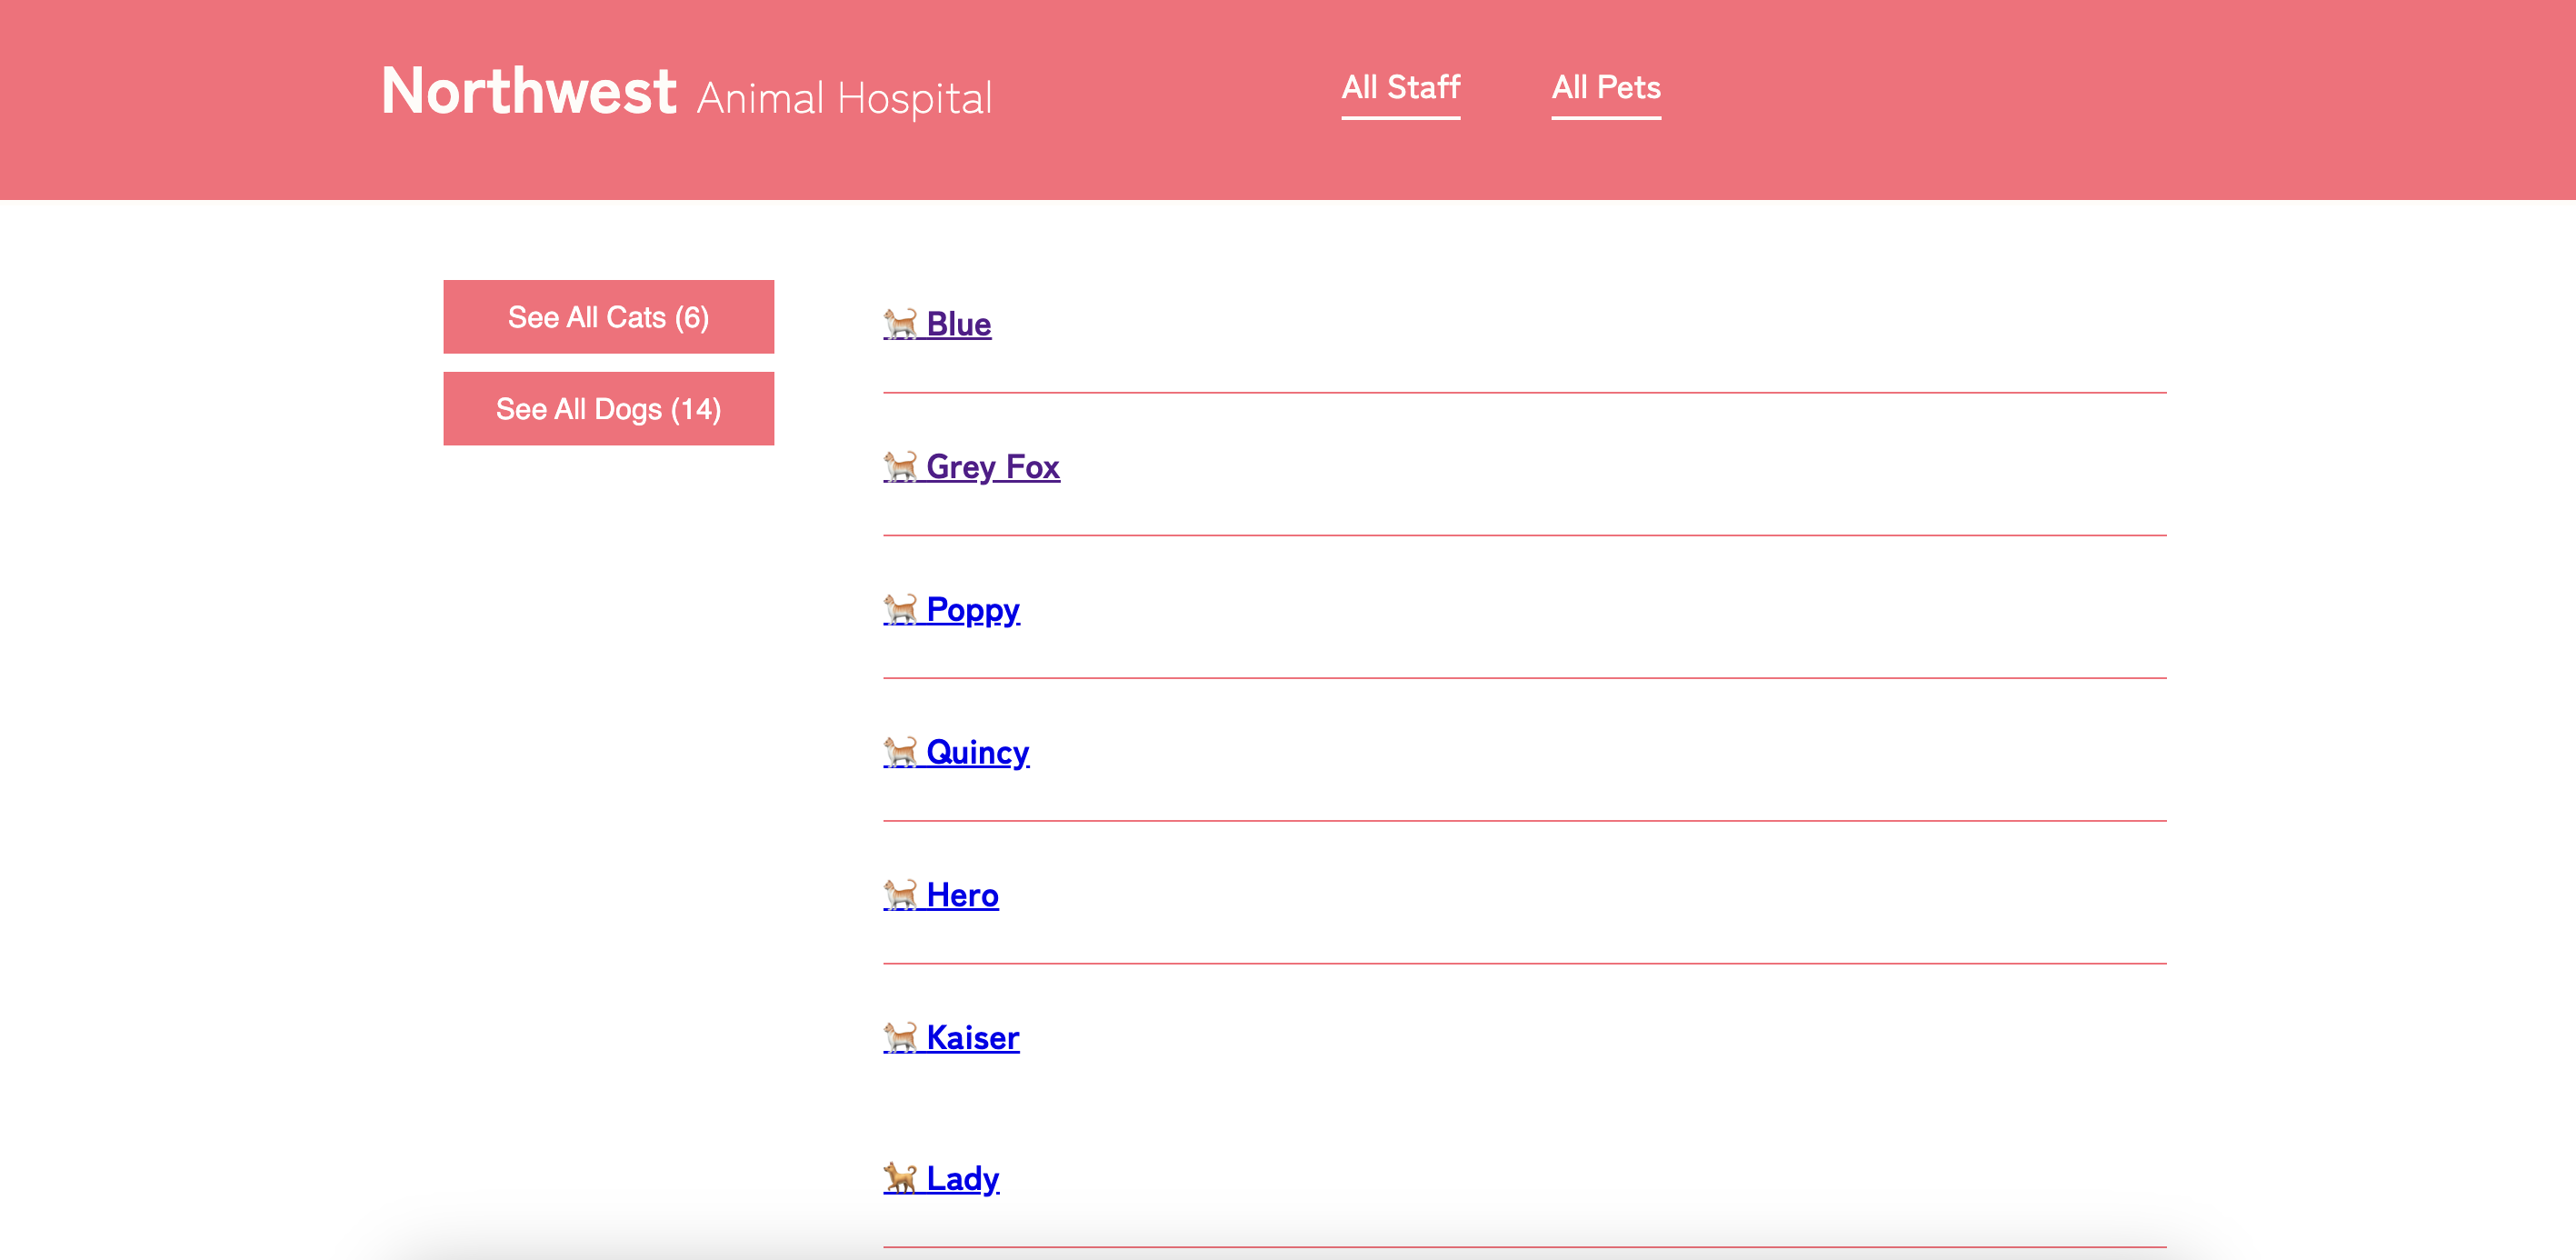 Northwest Animal Hospital
All Staff
All Pets
See All Cats (6)
See All Dogs (14)
Blue
Grey Fox
Poppy
Quincy
Hero
Kaiser
Lady